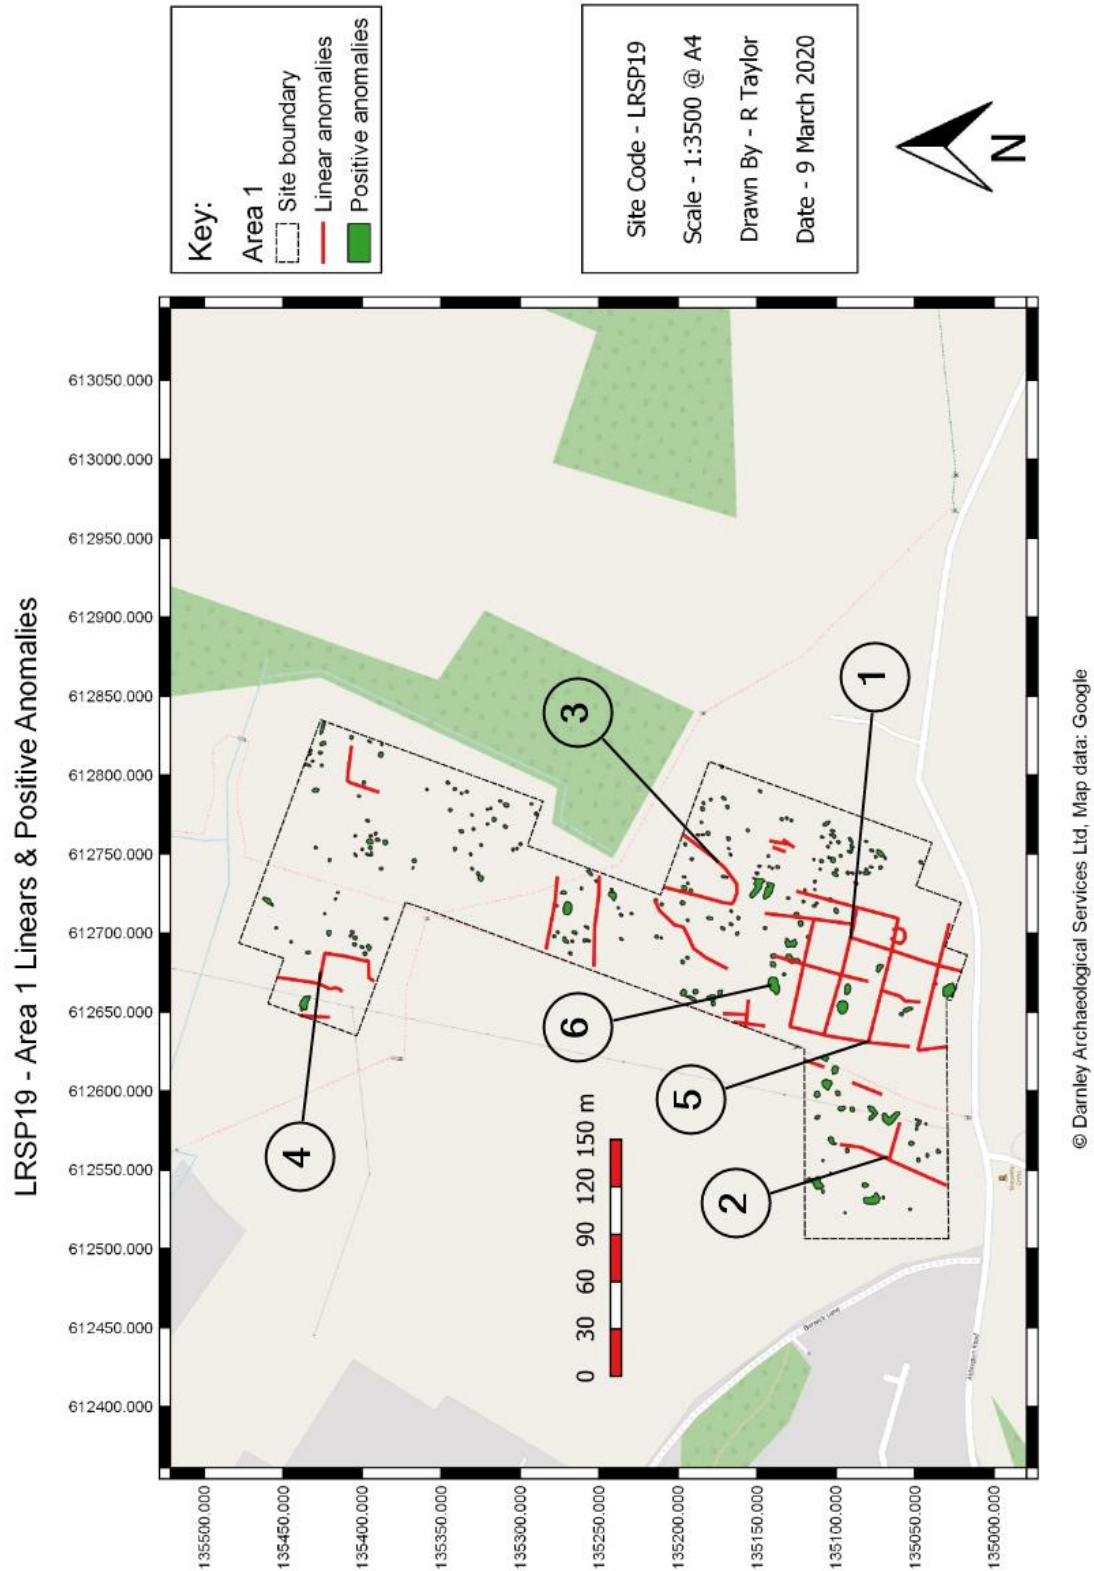 LRSP19 - Area 1 Linears & Positive Anomalies
613050.000
613000.000
612950.000
612900.000
612850.000
612800.000
612750.000
612700.000
612650.000
612600.000
612550.000
612500.000
612450.000
612400.000
135500.000
135450.000
135400.000
135350.000
135300.000
135250.000
135200.000
135150.000
135100.000
135050.000
135000.000
1
2
3
4
5
6
0 30 60 90 120 150 m
Key:
Area 1
Site boundary
Linear anomalies
Positive anomalies
Site Code - LRSP19
Scale - 1:3500 @ A4
Drawn By - R Taylor
Date - 9 March 2020
N
© Darnley Archaeological Services Ltd, Map data: Google